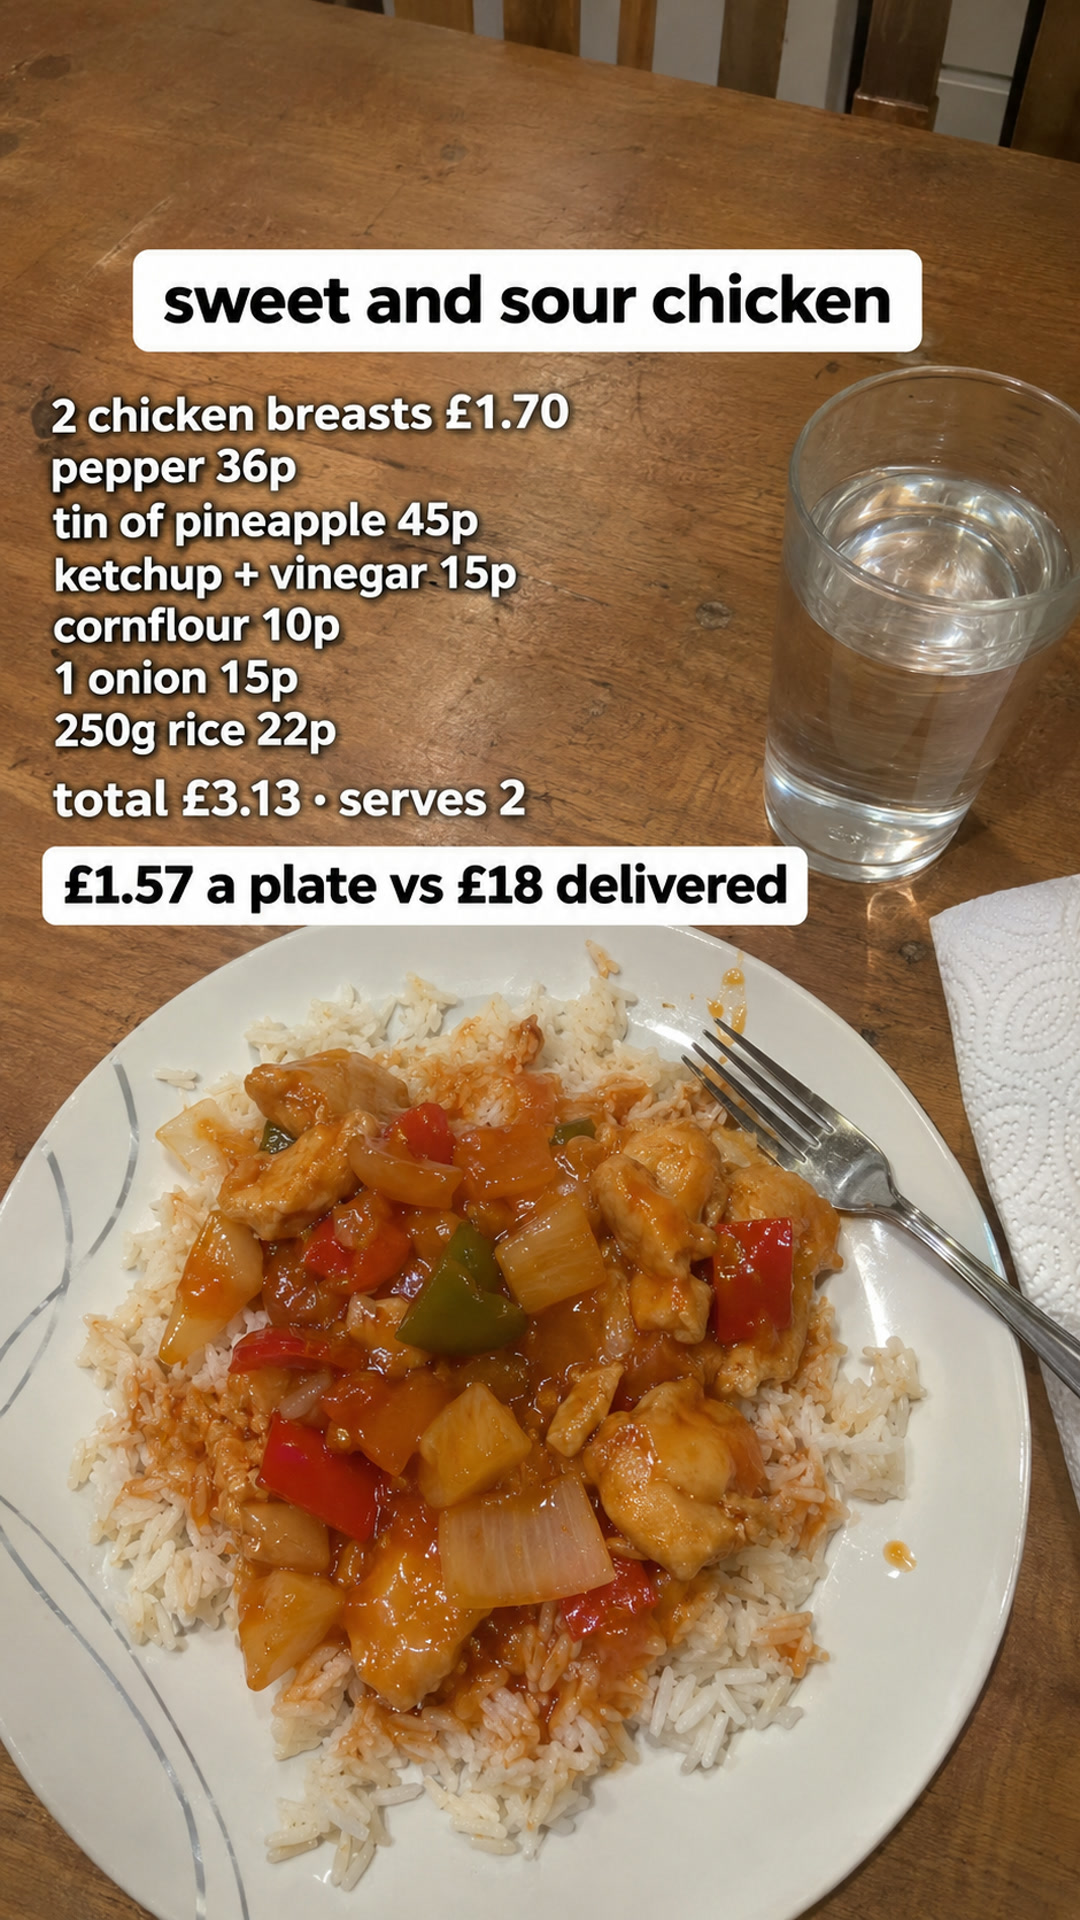 sweet and sour chicken
2 chicken breasts £1.70
pepper 36p
tin of pineapple 45p
ketchup + vinegar 15p
cornflour 10p
1 onion 15p
250g rice 22p
total £3.13 • serves 2
£1.57 a plate vs £18 delivered